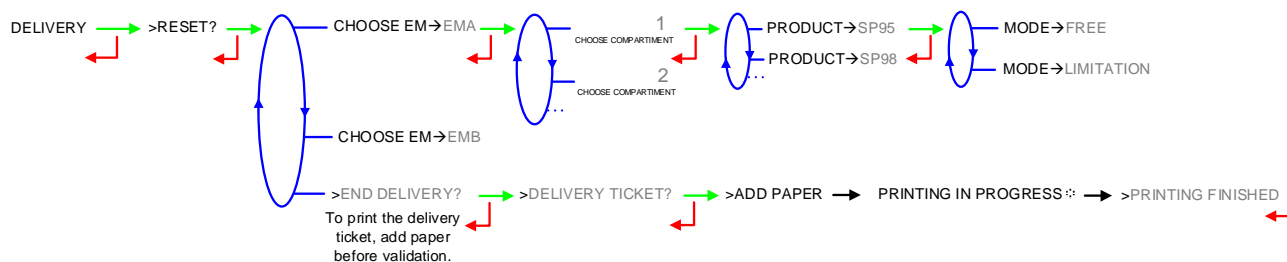 DELIVERY >RESET? CHOOSE EM→EMA 1 PRODUCT→SP95 MODE→FREE
CHOOSE COMPARTIMENT
PRODUCT→SP98 MODE→LIMITATION
2
CHOOSE COMPARTIMENT
...
...
CHOOSE EM→EMB
>END DELIVERY? >DELIVERY TICKET? >ADD PAPER PRINTING IN PROGRESS >PRINTING FINISHED
To print the delivery
ticket, add paper
before validation.